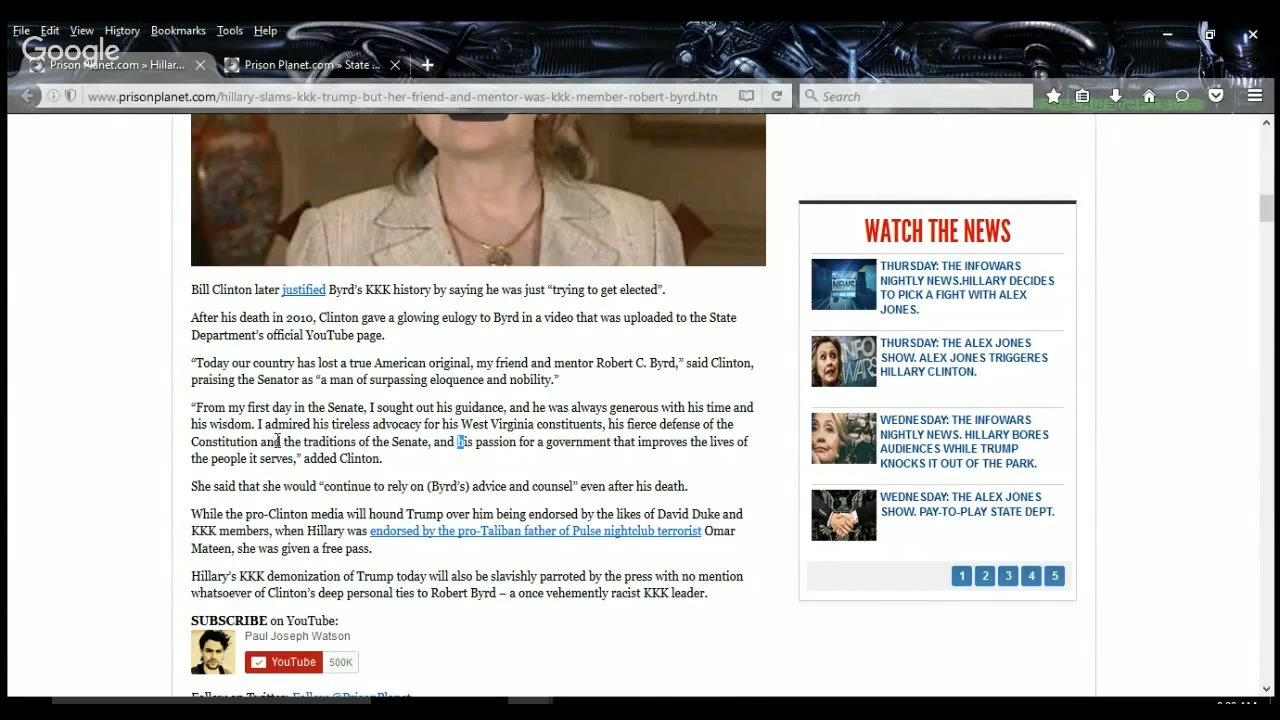 File Edit View History Bookmarks Tools Help
Google
Prison Planet.com » Hillar... Prison Planet.com » State ...
www.prisonplanet.com/hillary-slams-kkk-trump-but-her-friend-and-mentor-was-kkk-member-robert-byrd.htn Search
Bill Clinton later justified Byrd's KKK history by saying he was just “trying to get elected”.
After his death in 2010, Clinton gave a glowing eulogy to Byrd in a video that was uploaded to the State
Department's official YouTube page.
“Today our country has lost a true American original, my friend and mentor Robert C. Byrd,” said Clinton,
praising the Senator as “a man of surpassing eloquence and nobility.”
“From my first day in the Senate, I sought out his guidance, and he was always generous with his time and
his wisdom. I admired his tireless advocacy for his West Virginia constituents, his fierce defense of the
Constitution and the traditions of the Senate, and his passion for a government that improves the lives of
the people it serves,” added Clinton.
She said that she would “continue to rely on (Byrd's) advice and counsel” even after his death.
While the pro-Clinton media will hound Trump over him being endorsed by the likes of David Duke and
KKK members, when Hillary was endorsed by the pro-Taliban father of Pulse nightclub terrorist Omar
Mateen, she was given a free pass.
Hillary's KKK demonization of Trump today will also be slavishly parroted by the press with no mention
whatsoever of Clinton's deep personal ties to Robert Byrd – a once vehemently racist KKK leader.
SUBSCRIBE on YouTube:
Paul Joseph Watson
YouTube 500K
Follow on Twitter: Follow @PrisonPlanet
WATCH THE NEWS
THURSDAY: THE INFOWARS
NIGHTLY NEWS.HILLARY DECIDES
TO PICK A FIGHT WITH ALEX
JONES.
THURSDAY: THE ALEX JONES
SHOW. ALEX JONES TRIGGERES
HILLARY CLINTON.
WEDNESDAY: THE INFOWARS
NIGHTLY NEWS. HILLARY BORES
AUDIENCES WHILE TRUMP
KNOCKS IT OUT OF THE PARK.
WEDNESDAY: THE ALEX JONES
SHOW. PAY-TO-PLAY STATE DEPT.
1 2 3 4 5